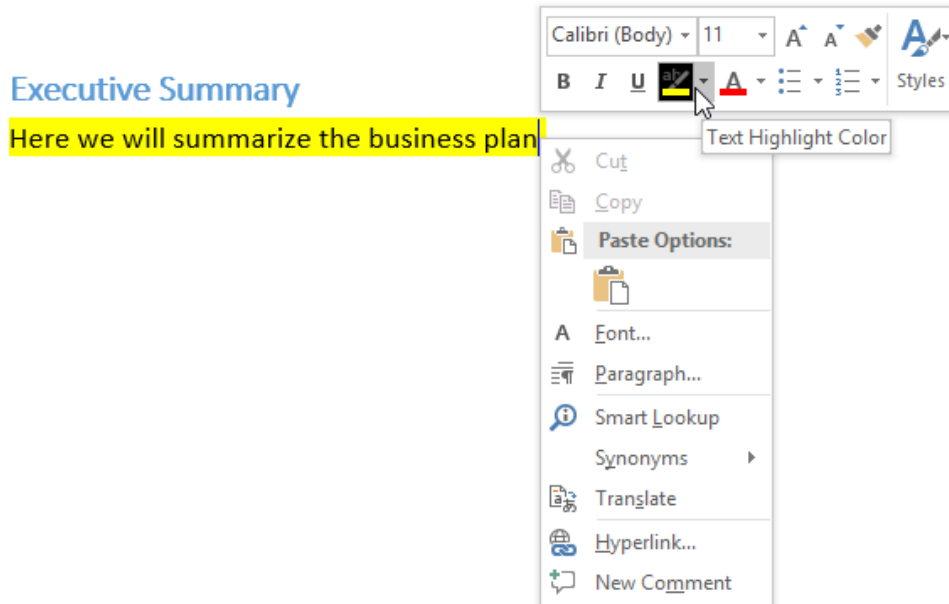 Calibri (Body) 11 A A
Executive Summary
B I U ab A Styles
Here we will summarize the business plan
Text Highlight Color
Cut
Copy
Paste Options:
A Font...
Paragraph...
Smart Lookup
Synonyms
Translate
Hyperlink...
New Comment